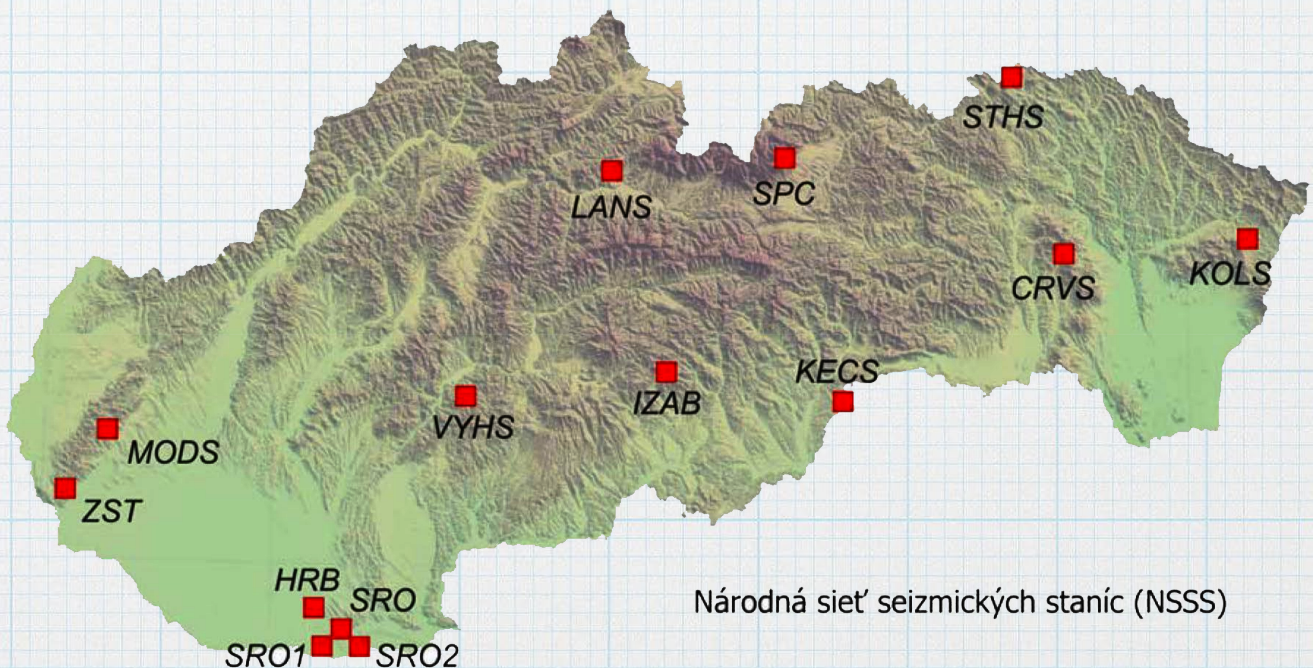 STHS
LANS
SPC
CRVS
KOLS
KECS
IZAB
VYHS
MODS
ZST
HRB
SRO
Národná sieť seizmických staníc (NSSS)
SRO1
SRO2